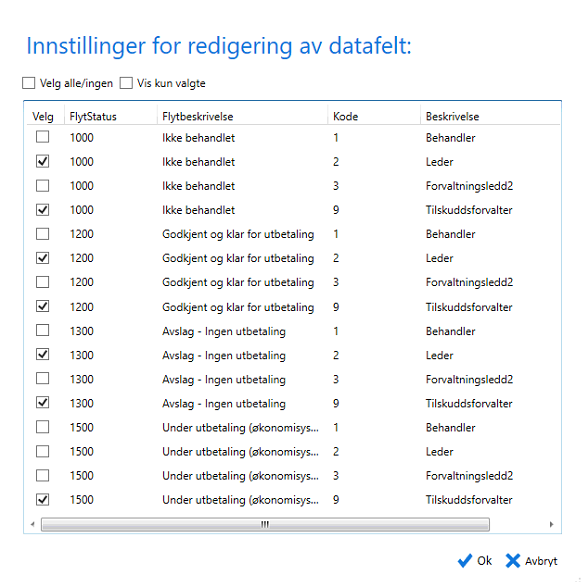 Innstillinger for redigering av datafelt:
Velg alle/ingen Vis kun valgte
Velg FlytStatus Flytbeskrivelse Kode Beskrivelse
1000 Ikke behandlet 1 Behandler
1000 Ikke behandlet 2 Leder
1000 Ikke behandlet 3 Forvaltningsledd2
1000 Ikke behandlet 9 Tilskuddsforvalter
1200 Godkjent og klar for utbetaling 1 Behandler
1200 Godkjent og klar for utbetaling 2 Leder
1200 Godkjent og klar for utbetaling 3 Forvaltningsledd2
1200 Godkjent og klar for utbetaling 9 Tilskuddsforvalter
1300 Avslag - Ingen utbetaling 1 Behandler
1300 Avslag - Ingen utbetaling 2 Leder
1300 Avslag - Ingen utbetaling 3 Forvaltningsledd2
1300 Avslag - Ingen utbetaling 9 Tilskuddsforvalter
1500 Under utbetaling (økonomisys... 1 Behandler
1500 Under utbetaling (økonomisys... 2 Leder
1500 Under utbetaling (økonomisys... 3 Forvaltningsledd2
1500 Under utbetaling (økonomisys... 9 Tilskuddsforvalter
Ok Avbryt